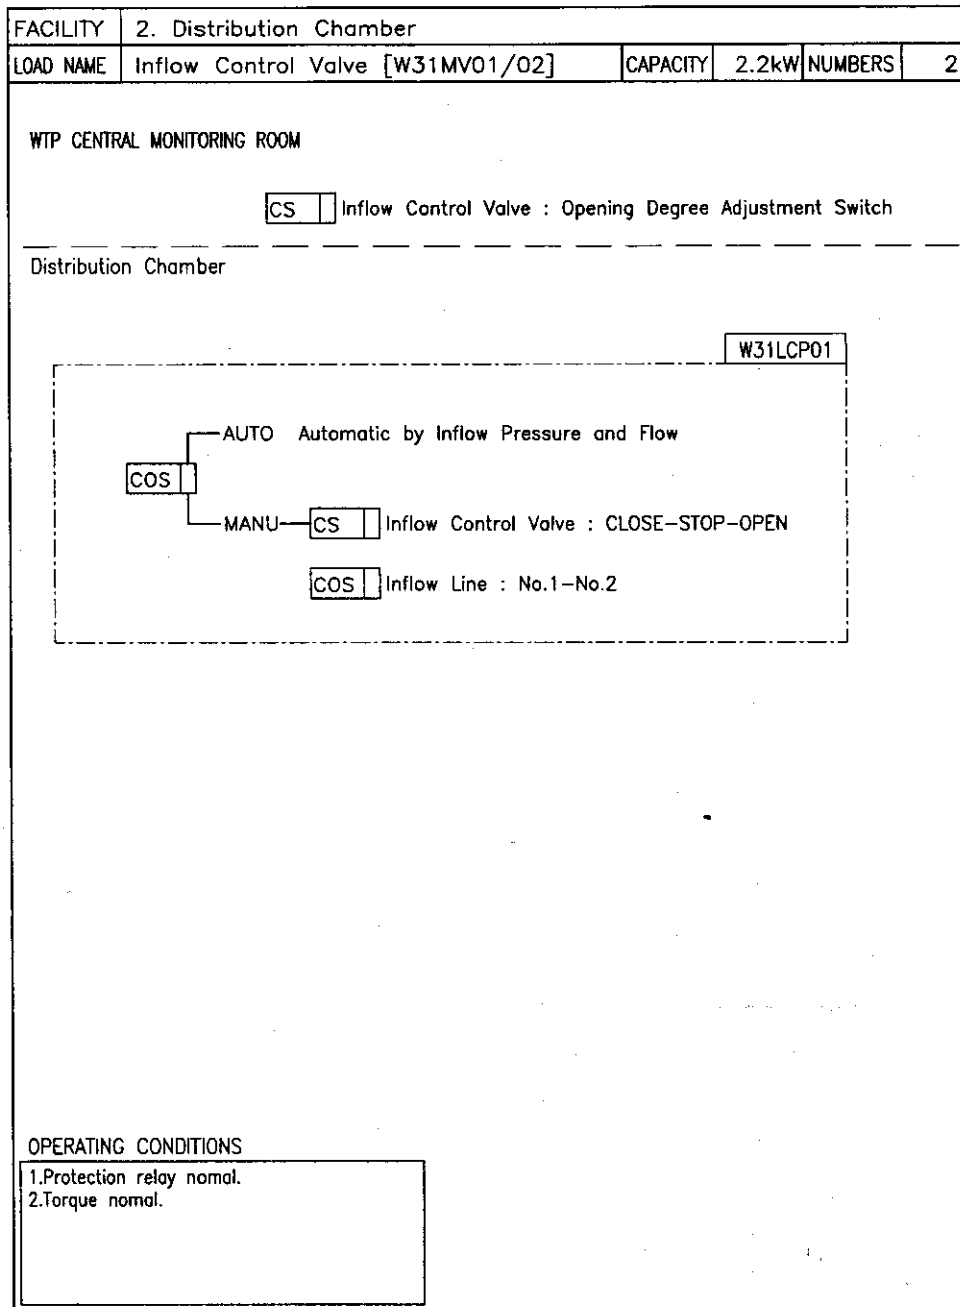 FACILITY 2. Distribution Chamber
LOAD NAME Inflow Control Valve [W31MV01/02] CAPACITY 2.2kW NUMBERS 2
WTP CENTRAL MONITORING ROOM
CS Inflow Control Valve : Opening Degree Adjustment Switch
Distribution Chamber
W31LCP01
AUTO Automatic by Inflow Pressure and Flow
COS
MANU CS Inflow Control Valve : CLOSE-STOP-OPEN
COS Inflow Line : No.1-No.2
OPERATING CONDITIONS
1.Protection relay nomal.
2.Torque nomal.